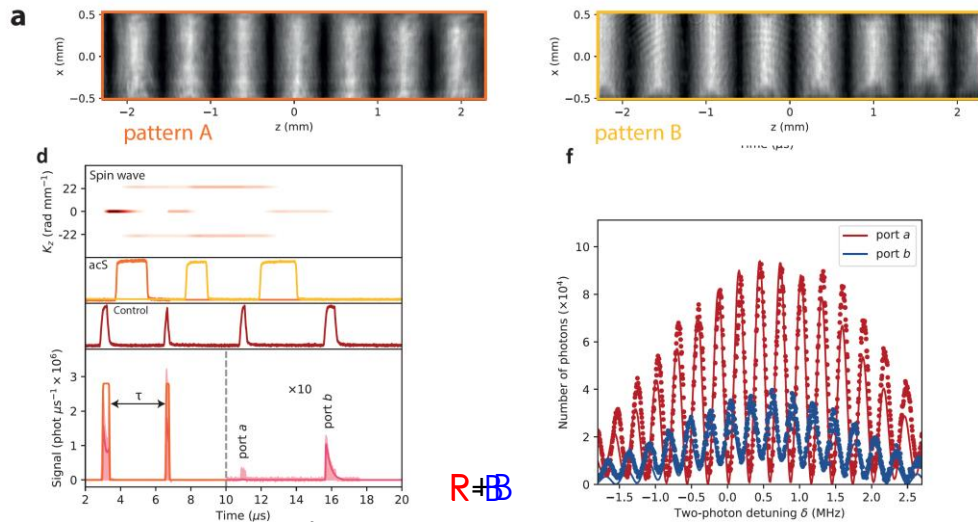 a
0.5
0.0
−0.5
x (mm)
−2
−1
0
1
2
z (mm)
pattern A
0.5
0.0
−0.5
x (mm)
−2
−1
0
1
2
z (mm)
pattern B
d
Spin wave
22
0
-22
K_z (rad mm⁻¹)
acS
Control
3
2
1
0
Signal (phot μs⁻¹ × 10⁶)
τ
×10
port a
port b
2
4
6
8
10
12
14
16
18
20
Time (μs)
f
port a
port b
10
8
6
4
2
0
Number of photons (×10⁴)
−1.5
−1.0
−0.5
0.0
0.5
1.0
1.5
2.0
2.5
Two-photon detuning δ (MHz)